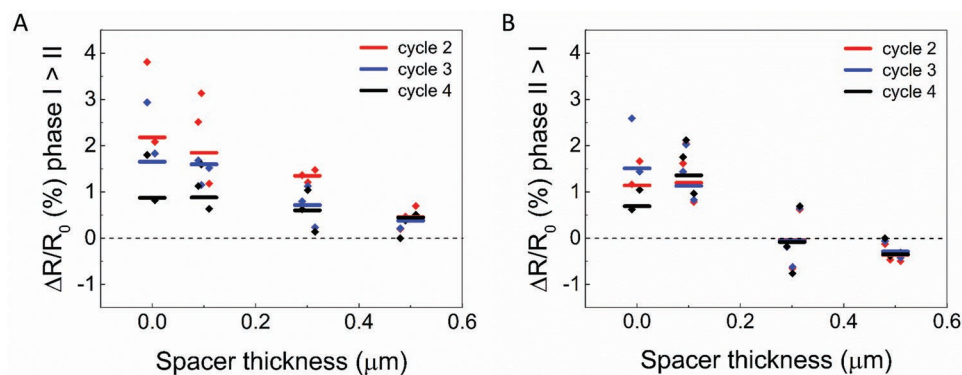 A
ΔR/R₀ (%) phase I > II
4
3
2
1
0
-1
cycle 2
cycle 3
cycle 4
0.0 0.2 0.4 0.6
Spacer thickness (μm)
B
ΔR/R₀ (%) phase II > I
4
3
2
1
0
-1
cycle 2
cycle 3
cycle 4
0.0 0.2 0.4 0.6
Spacer thickness (μm)